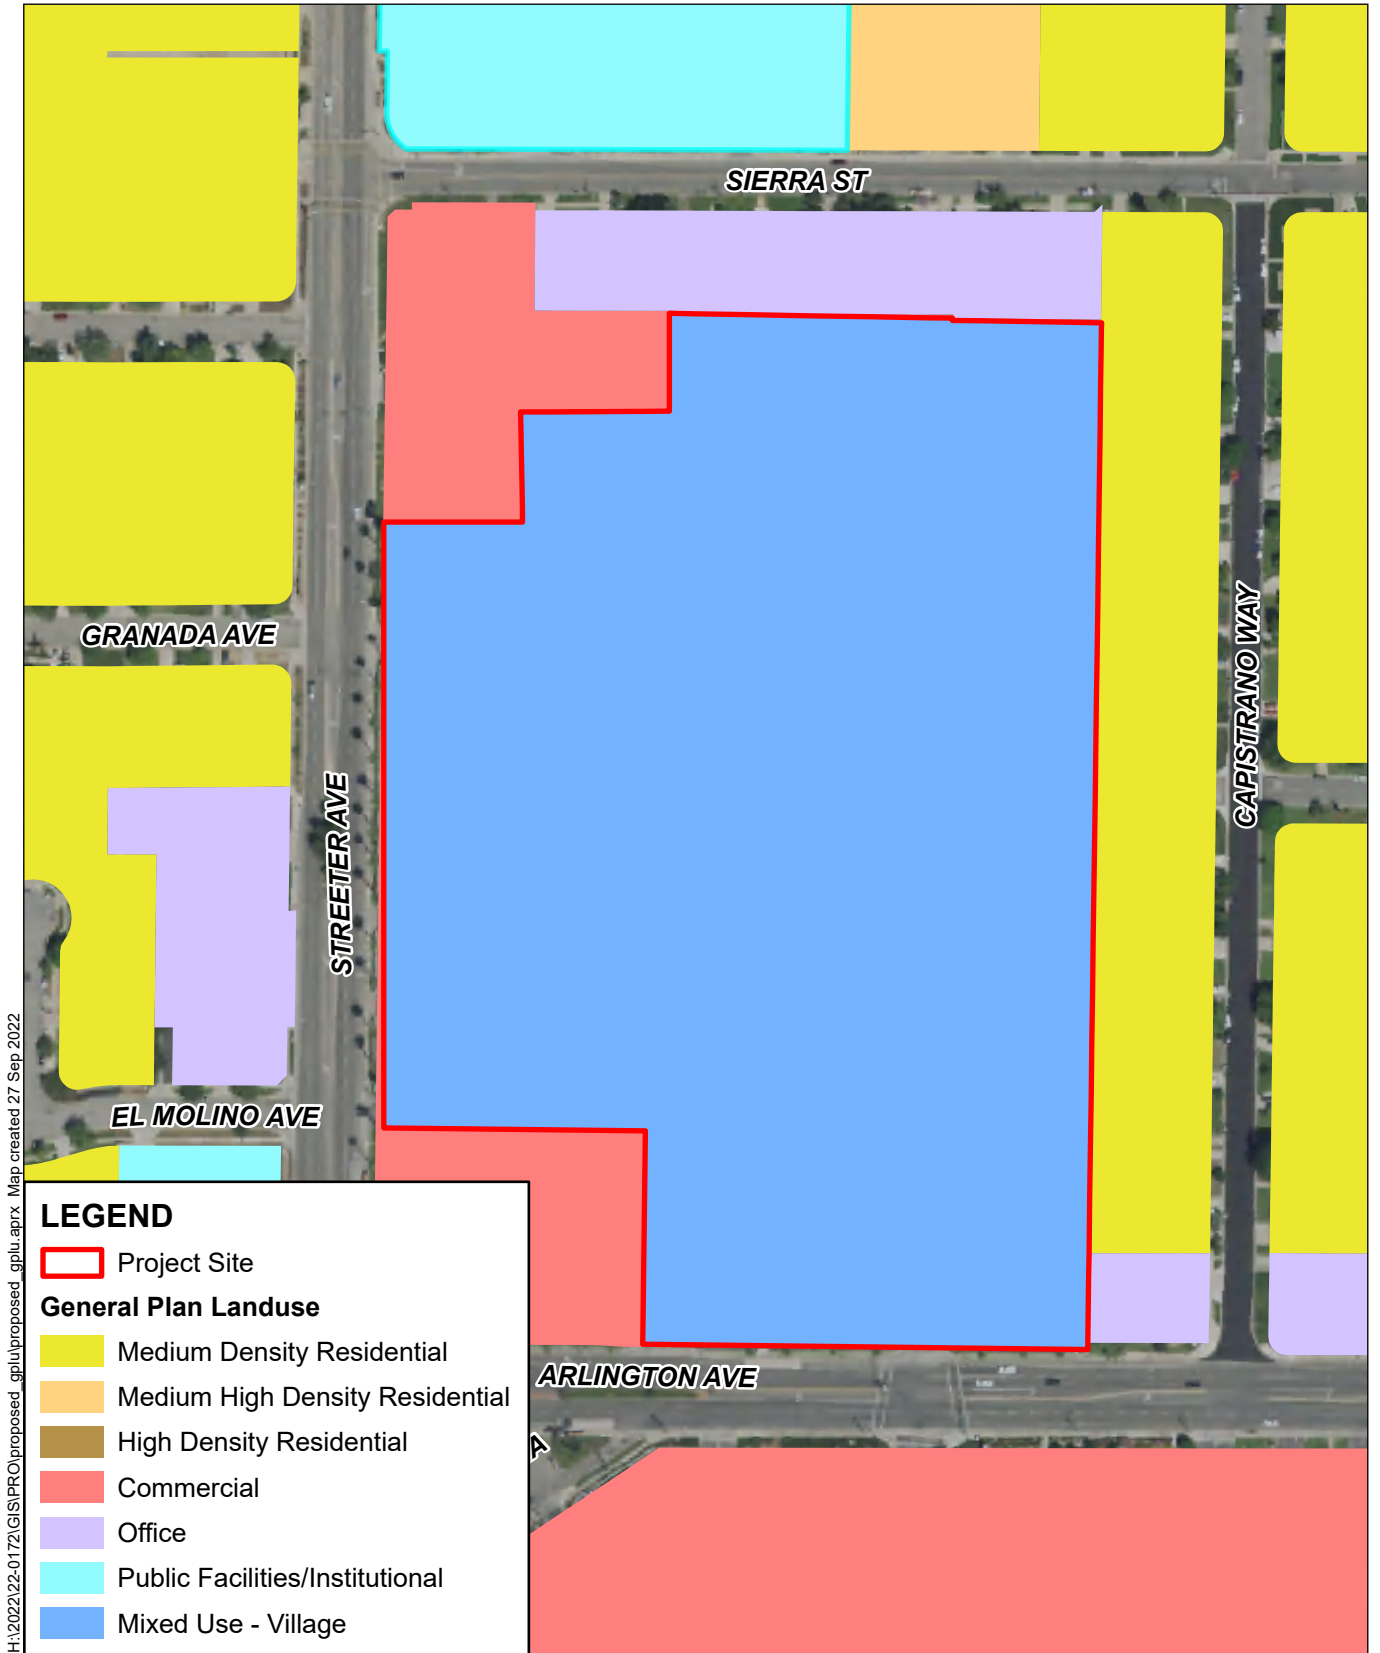 SIERRA ST
GRANADA AVE
CAPISTRANO WAY
STREETER AVE
EL MOLINO AVE
ARLINGTON AVE
A
LEGEND
Project Site
General Plan Landuse
Medium Density Residential
Medium High Density Residential
High Density Residential
Commercial
Office
Public Facilities/Institutional
Mixed Use - Village
H:\2022\22-0172\GIS\PRO\proposed_gplu\proposed_gplu.aprx Map created 27 Sep 2022